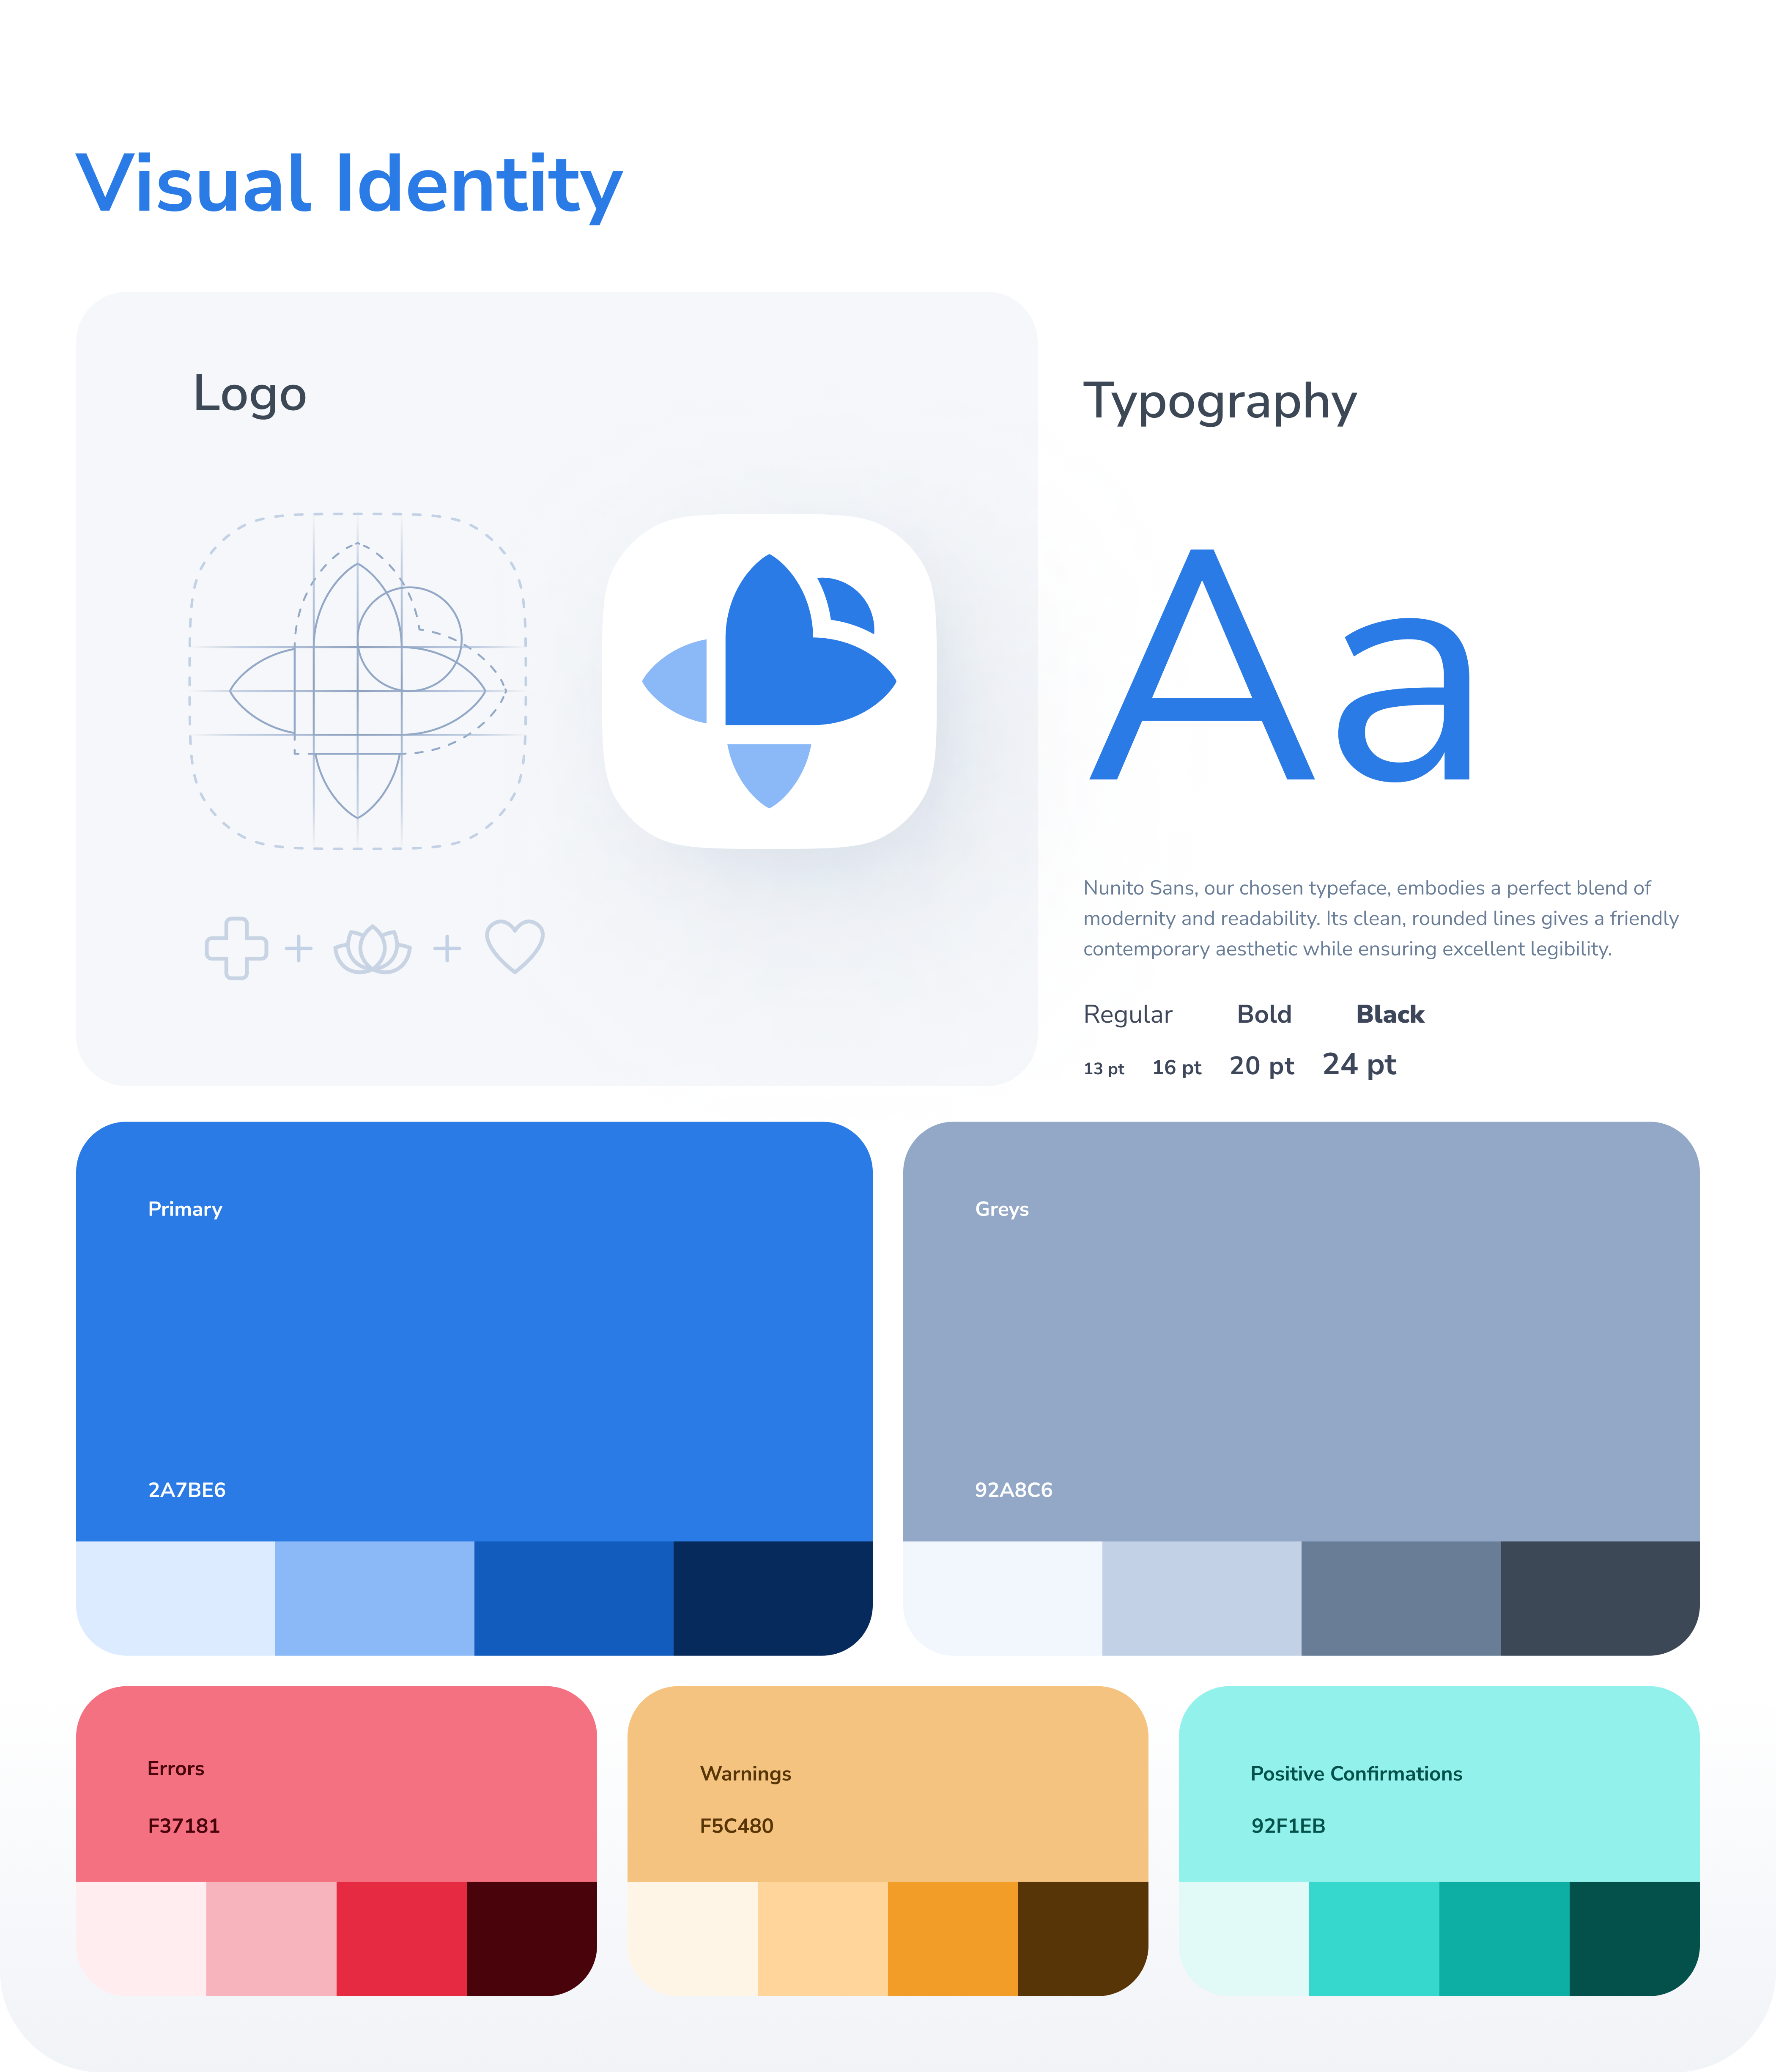 Visual Identity
Logo
Typography
Aa
Nunito Sans, our chosen typeface, embodies a perfect blend of
modernity and readability. Its clean, rounded lines gives a friendly
contemporary aesthetic while ensuring excellent legibility.
Regular Bold Black
13 pt 16 pt 20 pt 24 pt
Primary
2A7BE6
Greys
92A8C6
Errors
F37181
Warnings
F5C480
Positive Confirmations
92F1EB